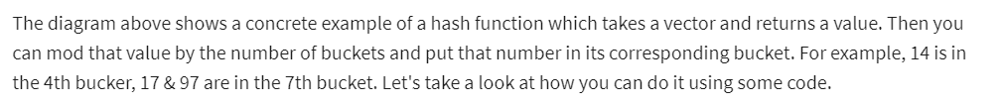 The diagram above shows a concrete example of a hash function which takes a vector and returns a value. Then you
can mod that value by the number of buckets and put that number in its corresponding bucket. For example, 14 is in
the 4th bucker, 17 & 97 are in the 7th bucket. Let's take a look at how you can do it using some code.